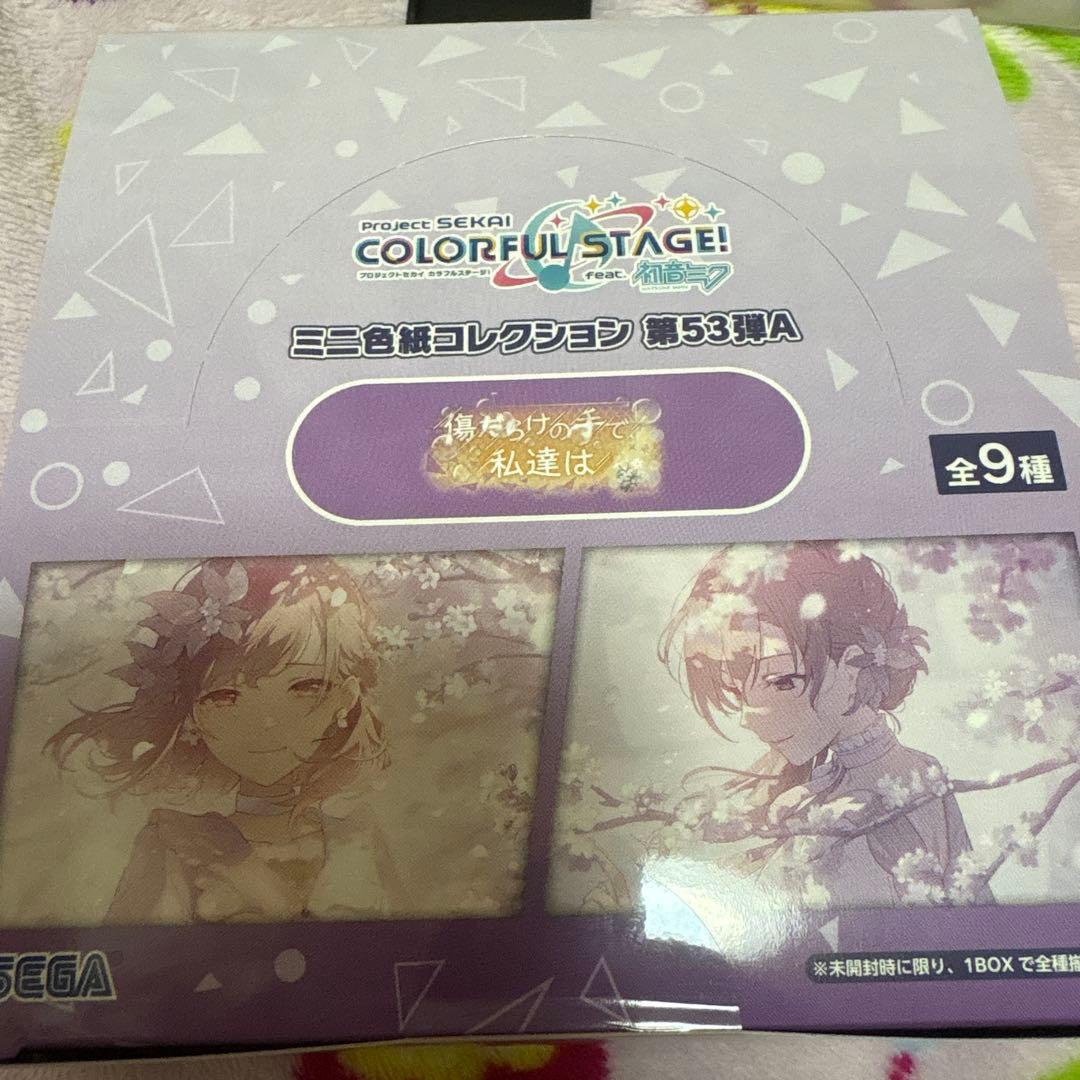 Project SEKAI
COLORFUL STAGE!
プロジェクトセカイ カラフルステージ!
feat. 初音ミク
HATSUNE MIKU
ミニ色紙コレクション 第53弾A
傷だらけの手で
私達は
全9種
SEGA
※未開封時に限り、1BOXで全種揃